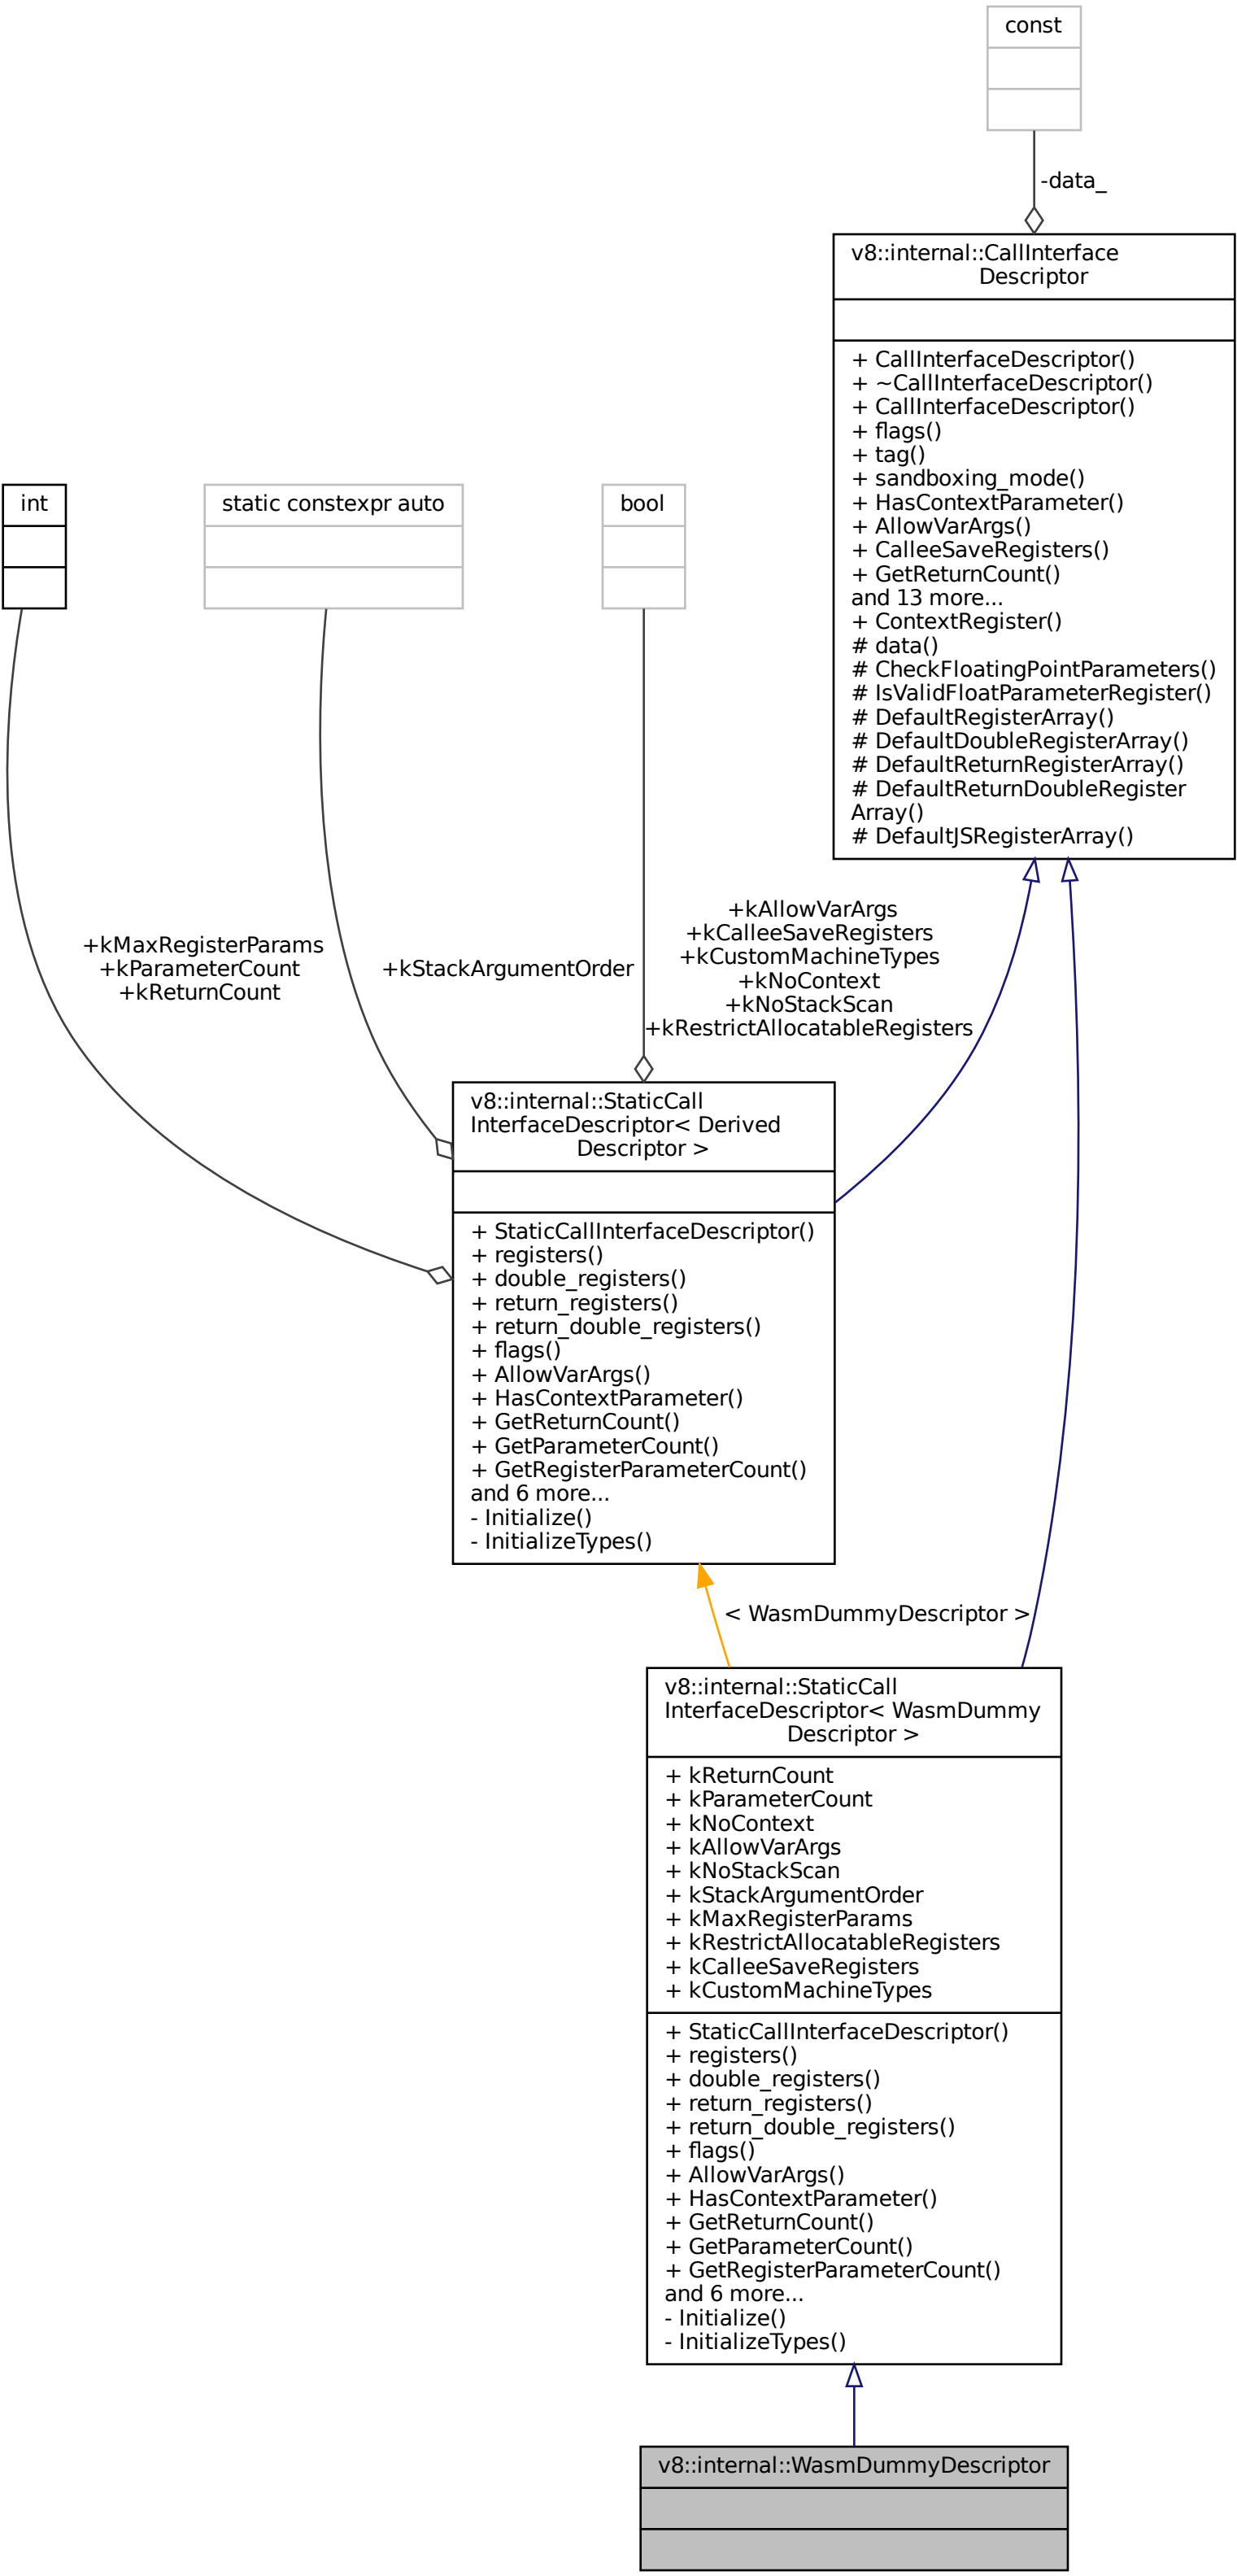 const
-data_
v8::internal::CallInterface
Descriptor
+ CallInterfaceDescriptor()
+ ~CallInterfaceDescriptor()
+ CallInterfaceDescriptor()
+ flags()
+ tag()
+ sandboxing_mode()
+ HasContextParameter()
+ AllowVarArgs()
+ CalleeSaveRegisters()
+ GetReturnCount()
and 13 more...
+ ContextRegister()
# data()
# CheckFloatingPointParameters()
# IsValidFloatParameterRegister()
# DefaultRegisterArray()
# DefaultDoubleRegisterArray()
# DefaultReturnRegisterArray()
# DefaultReturnDoubleRegister
Array()
# DefaultJSRegisterArray()
int
static constexpr auto
bool
+kMaxRegisterParams
+kParameterCount
+kReturnCount
+kStackArgumentOrder
+kAllowVarArgs
+kCalleeSaveRegisters
+kCustomMachineTypes
+kNoContext
+kNoStackScan
+kRestrictAllocatableRegisters
v8::internal::StaticCall
InterfaceDescriptor< Derived
Descriptor >
+ StaticCallInterfaceDescriptor()
+ registers()
+ double_registers()
+ return_registers()
+ return_double_registers()
+ flags()
+ AllowVarArgs()
+ HasContextParameter()
+ GetReturnCount()
+ GetParameterCount()
+ GetRegisterParameterCount()
and 6 more...
- Initialize()
- InitializeTypes()
< WasmDummyDescriptor >
v8::internal::StaticCall
InterfaceDescriptor< WasmDummy
Descriptor >
+ kReturnCount
+ kParameterCount
+ kNoContext
+ kAllowVarArgs
+ kNoStackScan
+ kStackArgumentOrder
+ kMaxRegisterParams
+ kRestrictAllocatableRegisters
+ kCalleeSaveRegisters
+ kCustomMachineTypes
+ StaticCallInterfaceDescriptor()
+ registers()
+ double_registers()
+ return_registers()
+ return_double_registers()
+ flags()
+ AllowVarArgs()
+ HasContextParameter()
+ GetReturnCount()
+ GetParameterCount()
+ GetRegisterParameterCount()
and 6 more...
- Initialize()
- InitializeTypes()
v8::internal::WasmDummyDescriptor